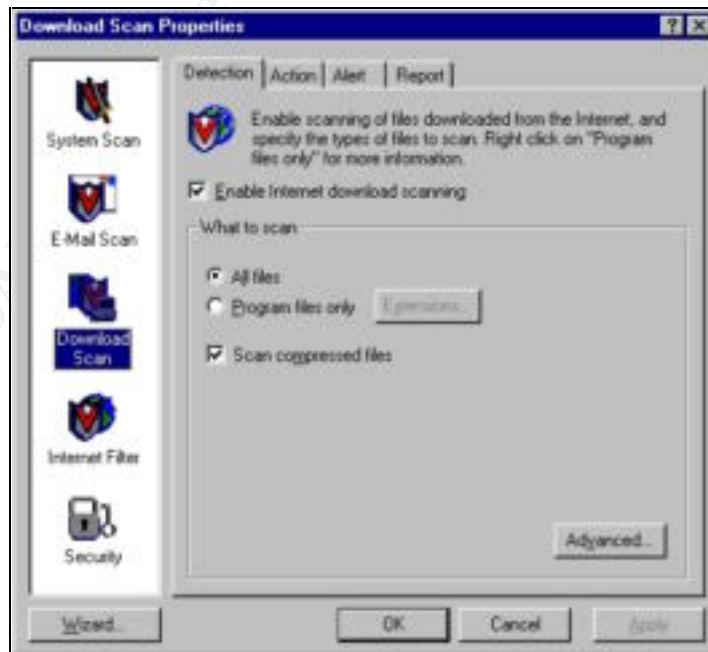 Download Scan Properties
System Scan
E-Mail Scan
Download
Scan
Internet Filter
Security
Detection
Action
Alert
Report
Enable scanning of files downloaded from the Internet, and
specify the types of files to scan. Right click on "Program
files only" for more information.
Enable Internet download scanning
What to scan
All files
Program files only
Extensions...
Scan compressed files
Advanced...
Wizard...
OK
Cancel
Apply